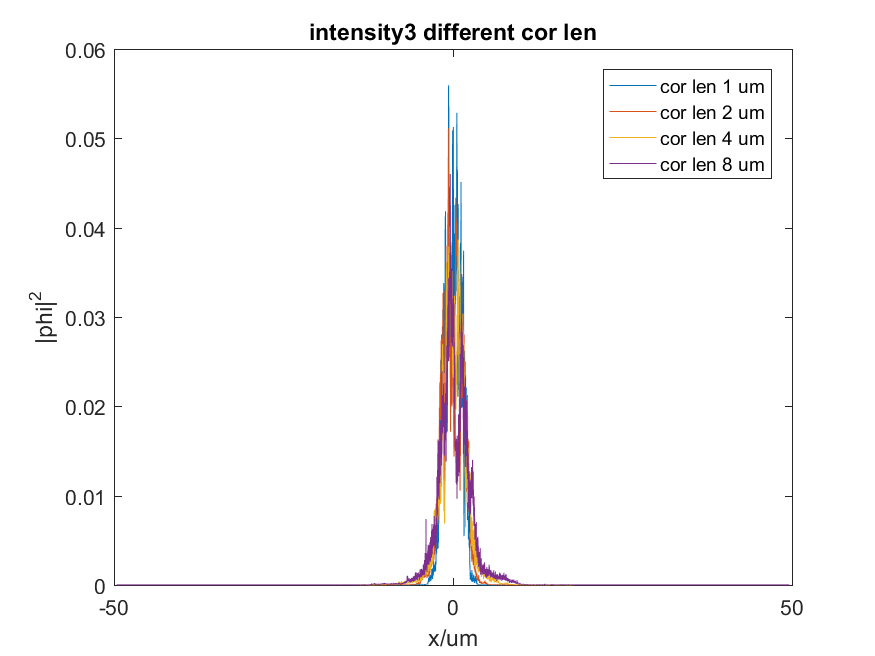 intensity3 different cor len
0.06
0.05
0.04
0.03
0.02
0.01
0
|phi|²
cor len 1 um
cor len 2 um
cor len 4 um
cor len 8 um
-50
0
50
x/um